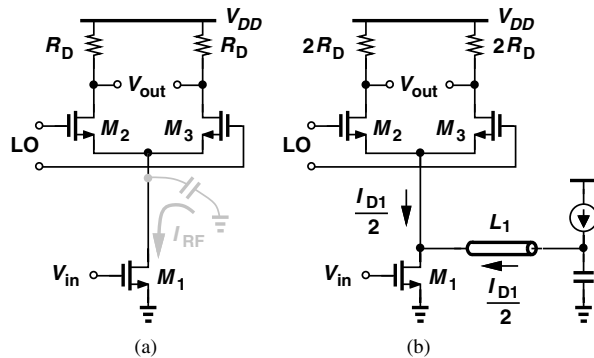 V_DD
R_D R_D
V_out
M_2 M_3
LO
I_RF
V_in M_1
(a)
V_DD
2R_D 2R_D
V_out
M_2 M_3
LO
I_D1/2
L_1
V_in M_1
I_D1/2
(b)